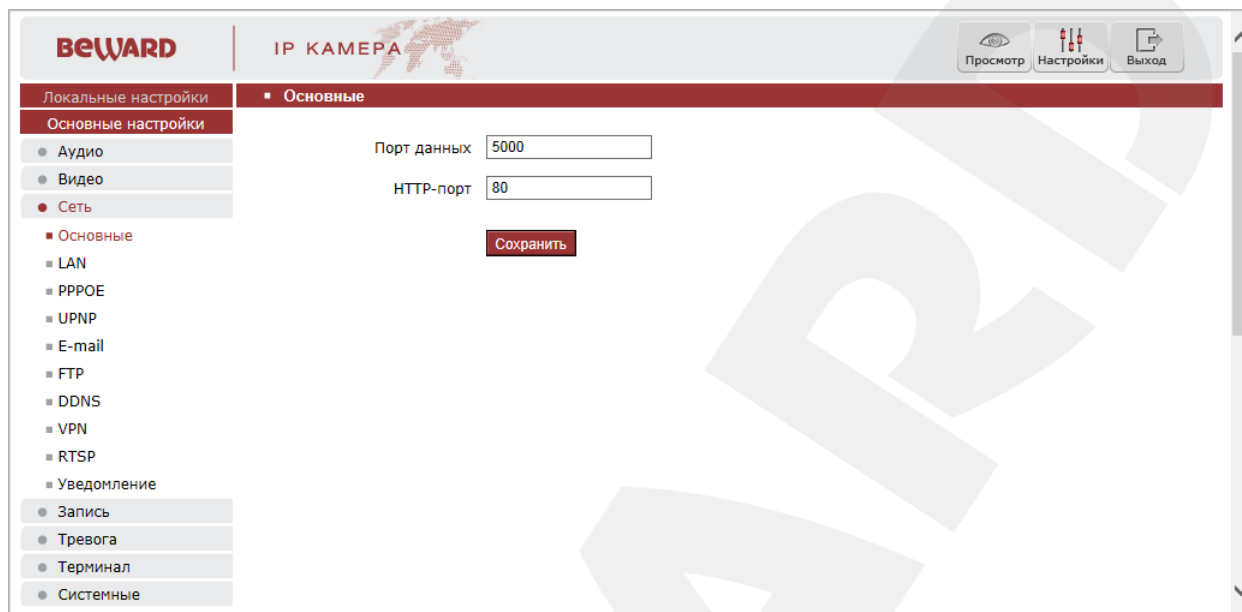 BEWARD
IP КАМЕРА
Просмотр
Настройки
Выход
Локальные настройки
Основные настройки
Аудио
Видео
Сеть
Основные
LAN
PPPOE
UPNP
E-mail
FTP
DDNS
VPN
RTSP
Уведомление
Запись
Тревога
Терминал
Системные
Основные
Порт данных 5000
HTTP-порт 80
Сохранить